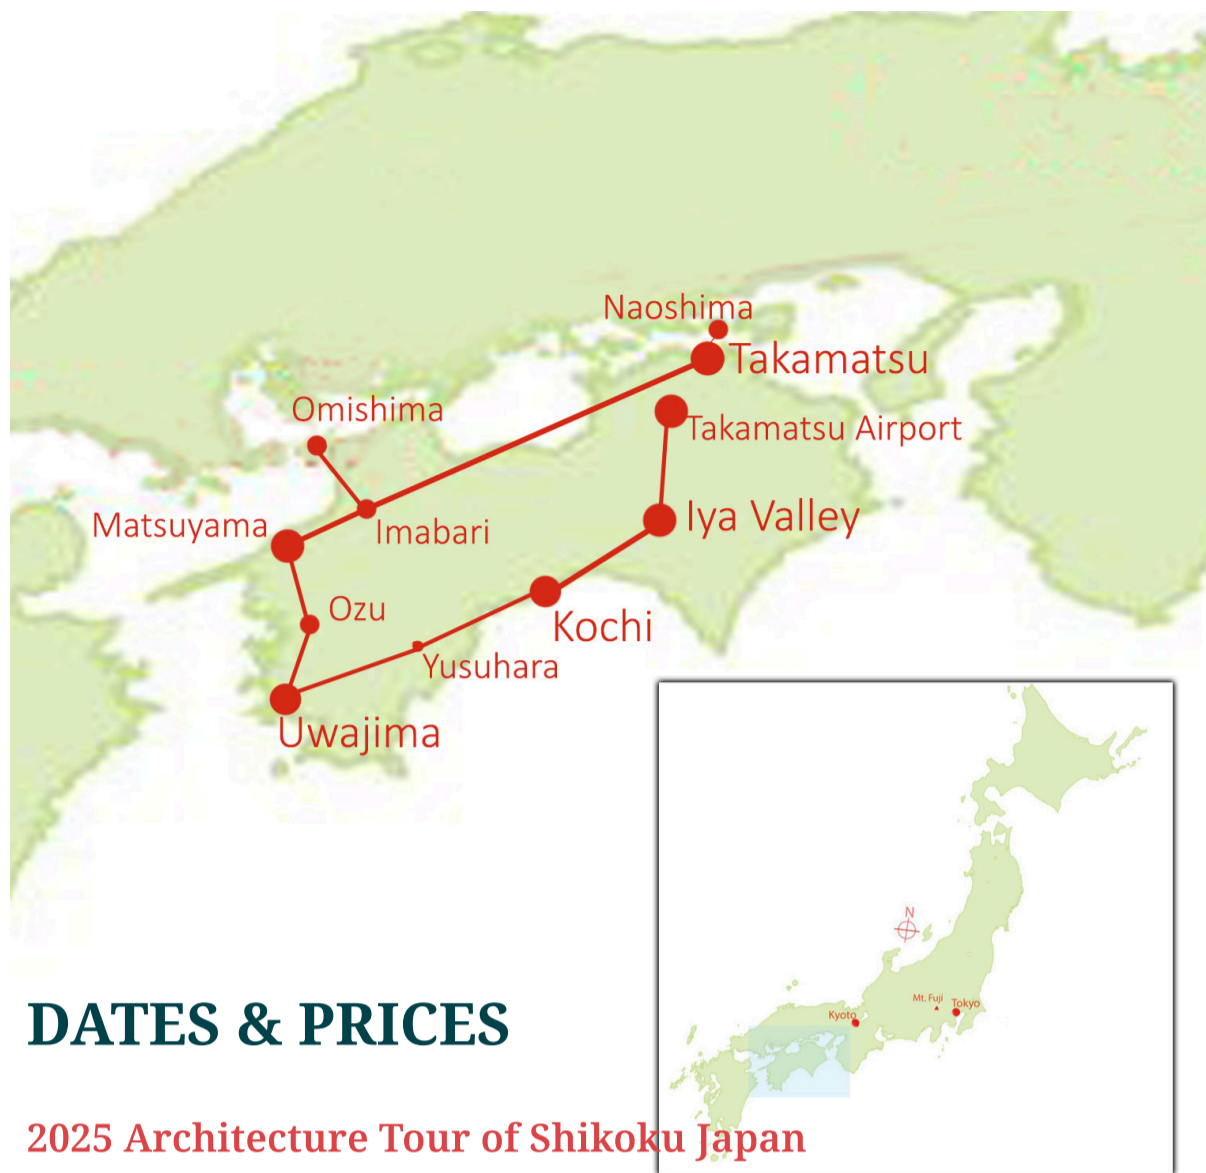 Naoshima
Takamatsu
Omishima
Takamatsu Airport
Matsuyama
Imabari
Iya Valley
Ozu
Kochi
Yusuhara
Uwajima
N
Mt. Fuji
Tokyo
Kyoto
DATES & PRICES
2025 Architecture Tour of Shikoku Japan